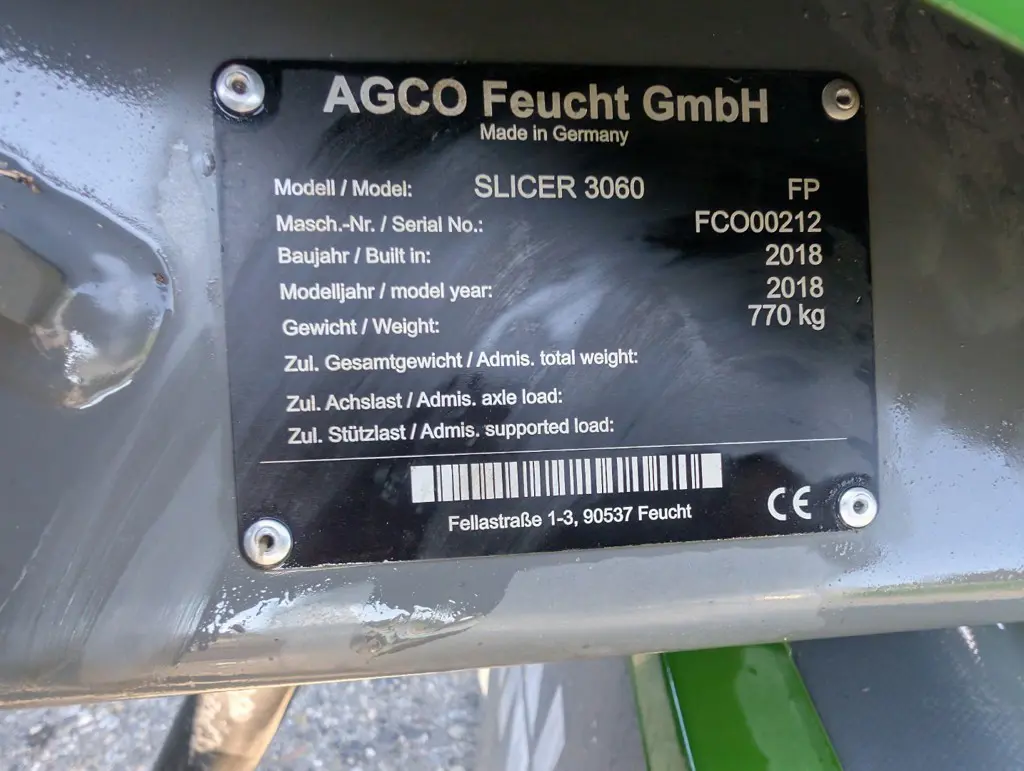 AGCO Feucht GmbH
Made in Germany
Modell / Model: SLICER 3060 FP
Masch.-Nr. / Serial No.: FCO00212
Baujahr / Built in: 2018
Modelljahr / model year: 2018
Gewicht / Weight: 770 kg
Zul. Gesamtgewicht / Admis. total weight:
Zul. Achslast / Admis. axle load:
Zul. Stützlast / Admis. supported load:
CE
Fellastraße 1-3, 90537 Feucht